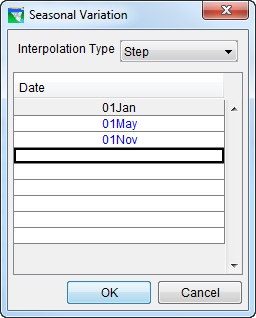 Seasonal Variation
Interpolation Type Step
Date
01Jan
01May
01Nov
OK Cancel